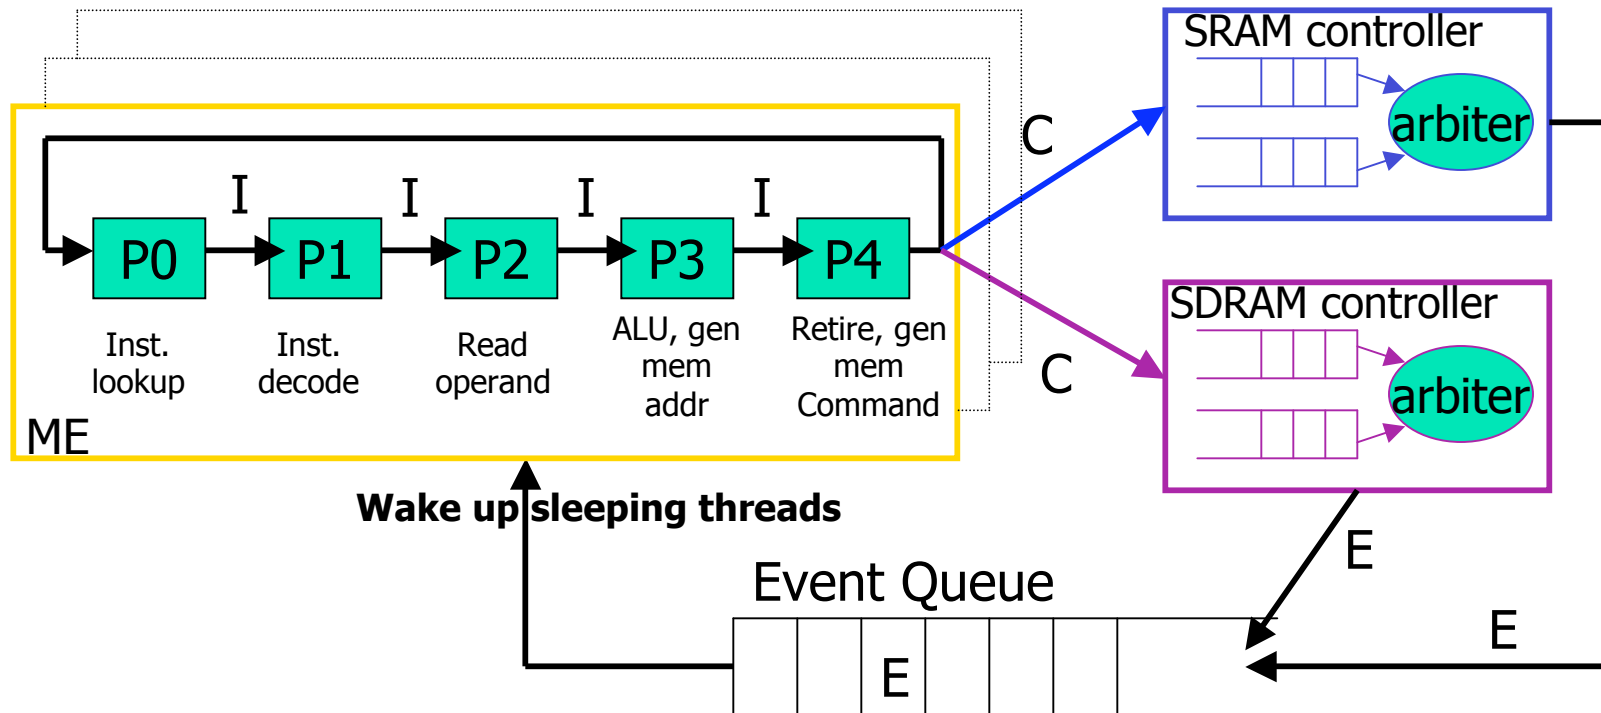 SRAM controller
arbiter
C
I
I
I
I
P0
P1
P2
P3
P4
Inst.
lookup
Inst.
decode
Read
operand
ALU, gen
mem
addr
Retire, gen
mem
Command
ME
SDRAM controller
arbiter
C
Wake up sleeping threads
Event Queue
E
E
E